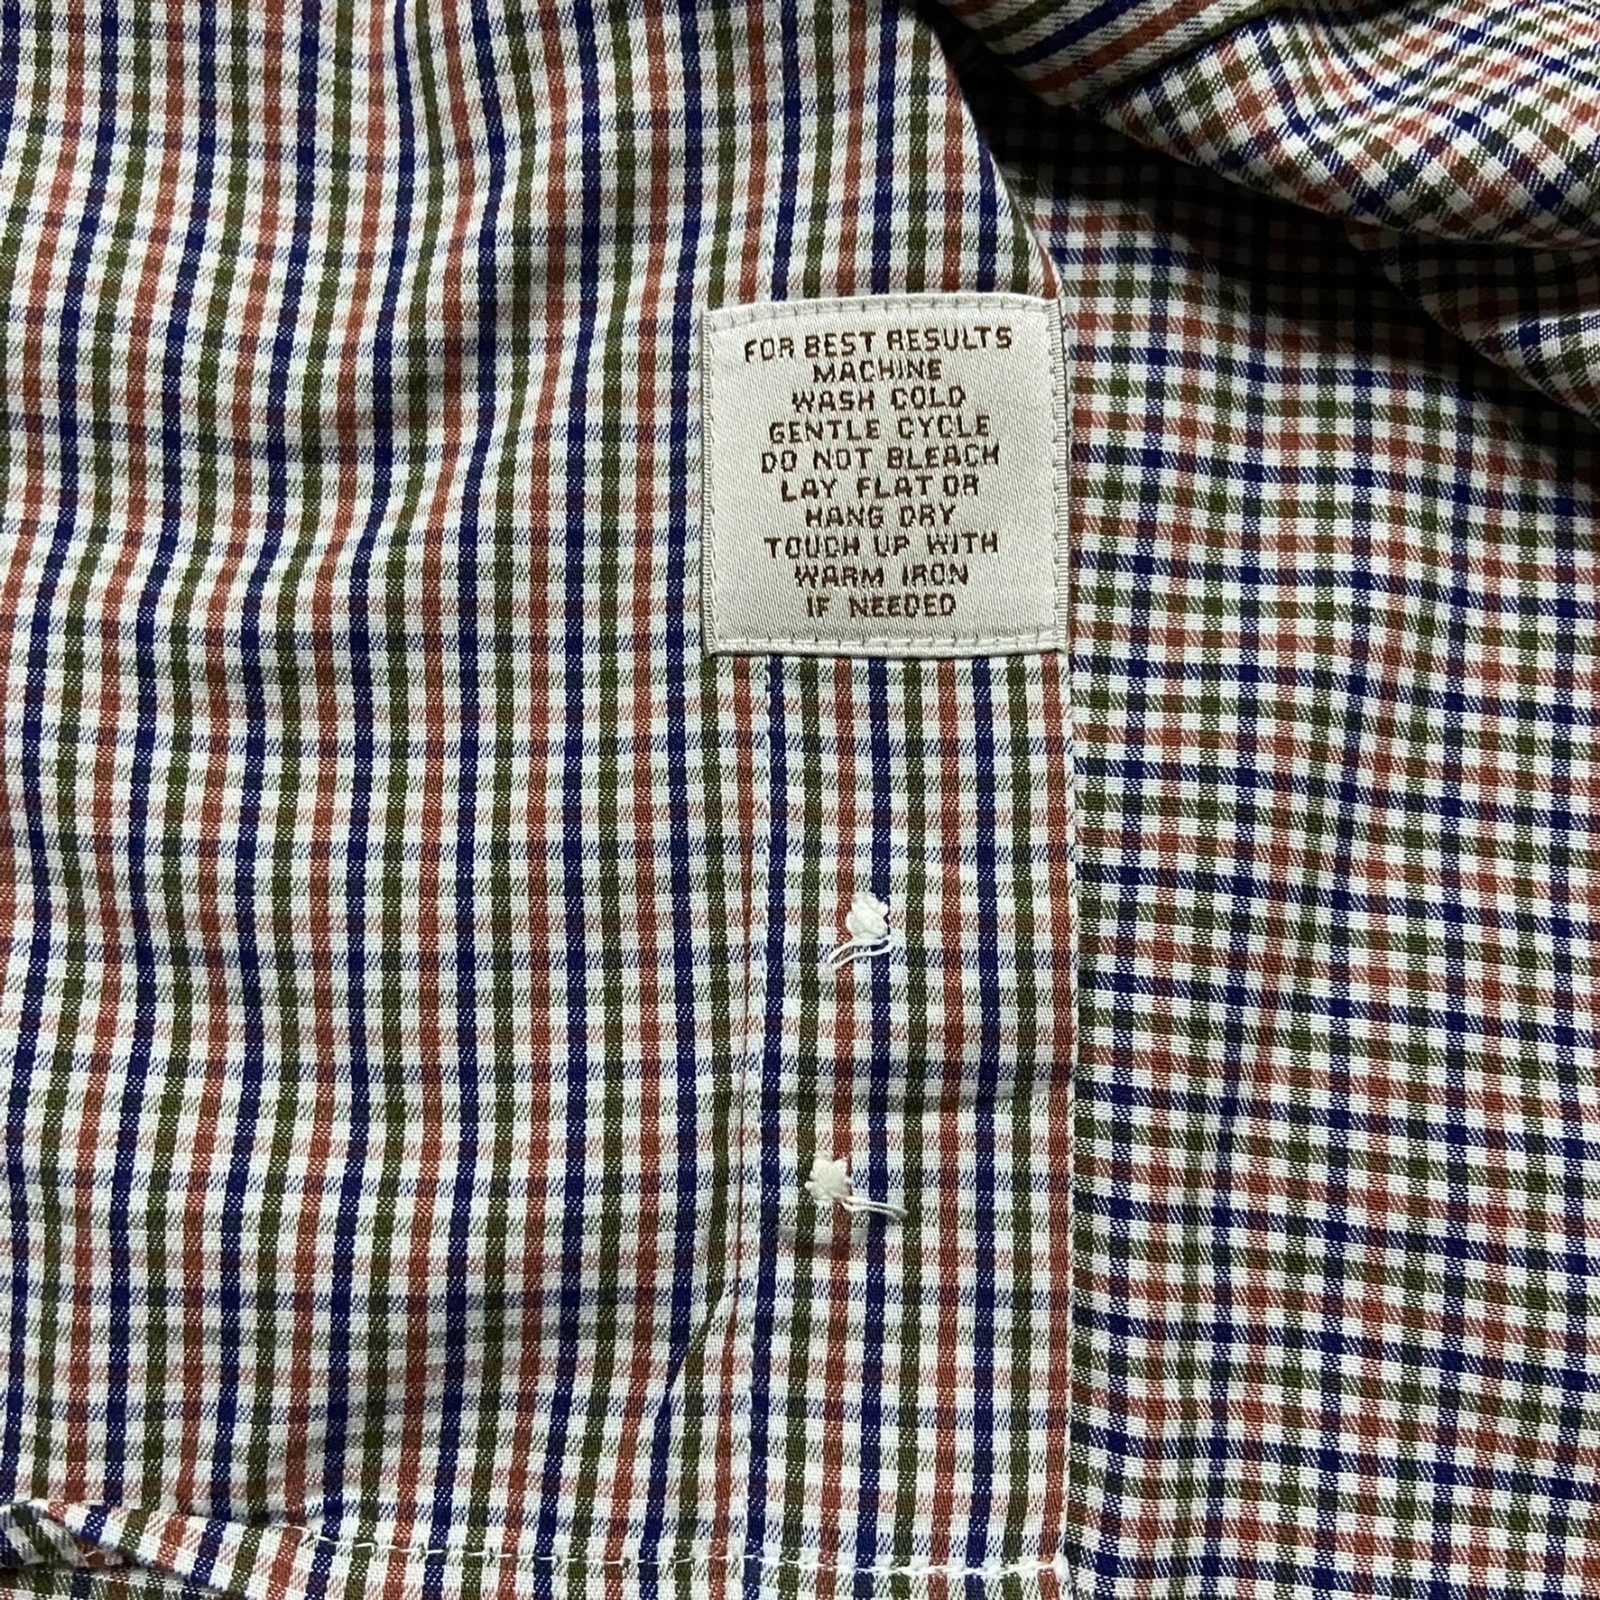 FOR BEST RESULTS
MACHINE
WASH COLD
GENTLE CYCLE
DO NOT BLEACH
LAY FLAT OR
HANG DRY
TOUCH UP WITH
WARM IRON
IF NEEDED